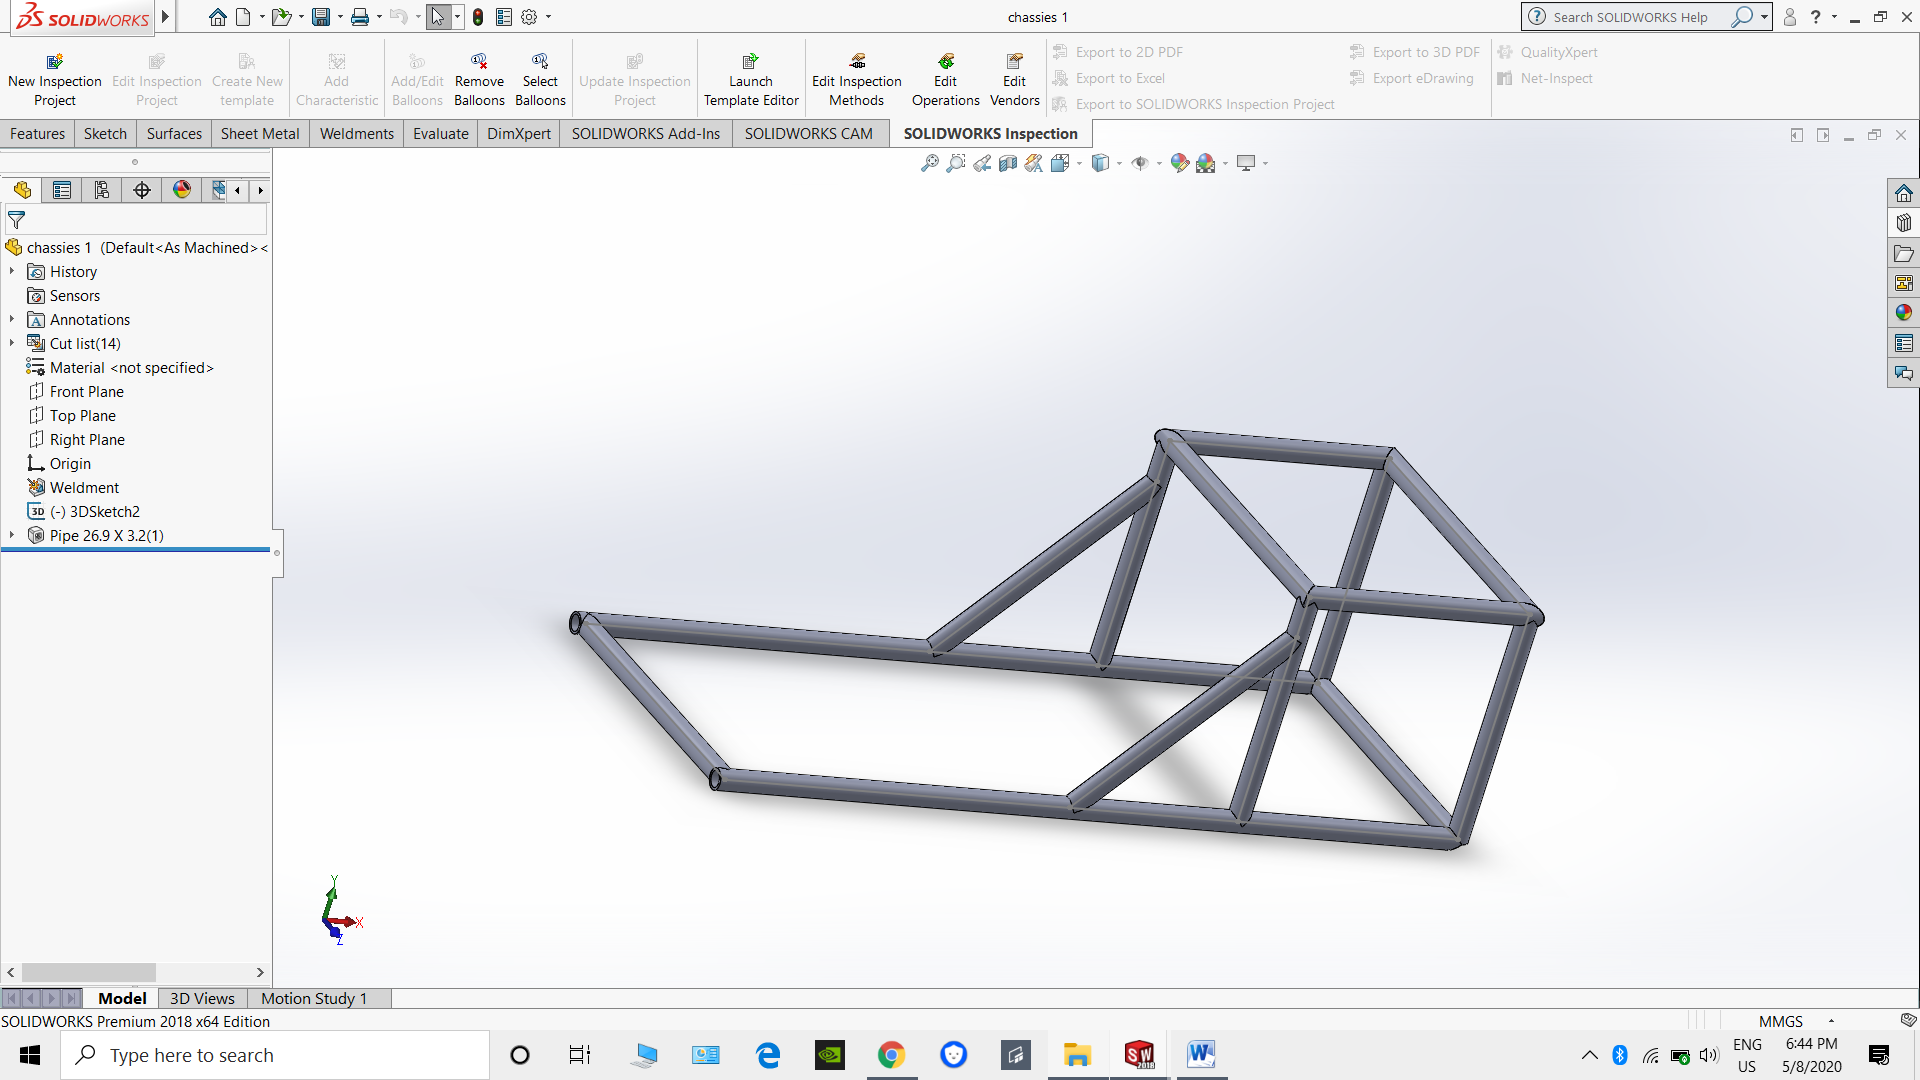 SOLIDWORKS
chassies 1
Search SOLIDWORKS Help
New Inspection Project
Edit Inspection Project
Create New template
Add Characteristic
Add/Edit Balloons
Remove Balloons
Select Balloons
Update Inspection Project
Launch Template Editor
Edit Inspection Methods
Edit Operations
Edit Vendors
Export to 2D PDF
Export to Excel
Export to SOLIDWORKS Inspection Project
Export to 3D PDF
Export eDrawing
QualityXpert
Net-Inspect
Features
Sketch
Surfaces
Sheet Metal
Weldments
Evaluate
DimXpert
SOLIDWORKS Add-Ins
SOLIDWORKS CAM
SOLIDWORKS Inspection
chassies 1 (Default<As Machined><
History
Sensors
Annotations
Cut list(14)
Material <not specified>
Front Plane
Top Plane
Right Plane
Origin
Weldment
3D (-) 3DSketch2
Pipe 26.9 X 3.2(1)
Y
X
Z
Model
3D Views
Motion Study 1
SOLIDWORKS Premium 2018 x64 Edition
MMGS
Type here to search
SW
2018
W
ENG
US
6:44 PM
5/8/2020